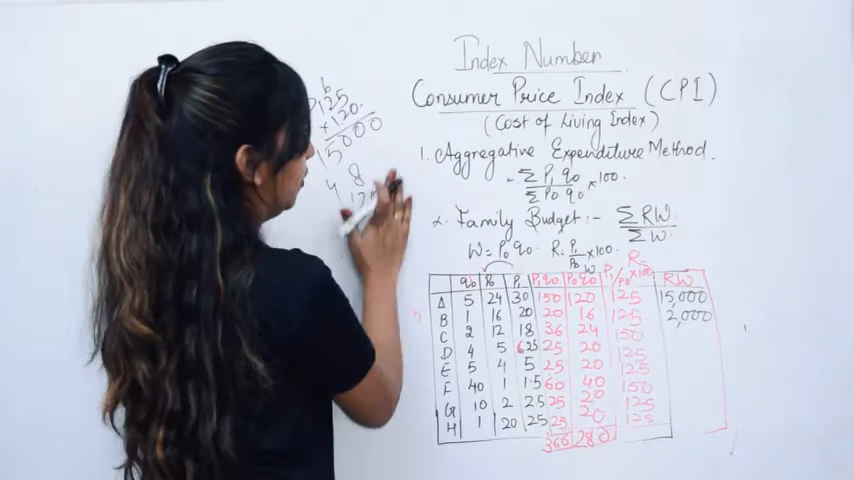 Index Number
Consumer Price Index (CPI)
(Cost of Living Index)
1. Aggregative Expenditure Method.
= ΣP₁q₀/ΣP₀q₀ × 100
2. Family Budget :- ΣRW/ΣW
W = P₀q₀. R = P₁/P₀ × 100.
q₀ P₀ P₁ P₁q₀ P₀q₀ W R = P₁/P₀ × 100 RW
A 5 24 30 150 120 125 15,000
B 1 16 20 20 16 125 2,000
C 2 12 18 36 24 150
D 4 5 6.25 25 20 125
E 5 4 5 25 20 125
F 40 1 1.5 60 40 150
G 10 2 2.5 25 20 125
H 1 20 25 25 20 125
366 280
125
×120
15000